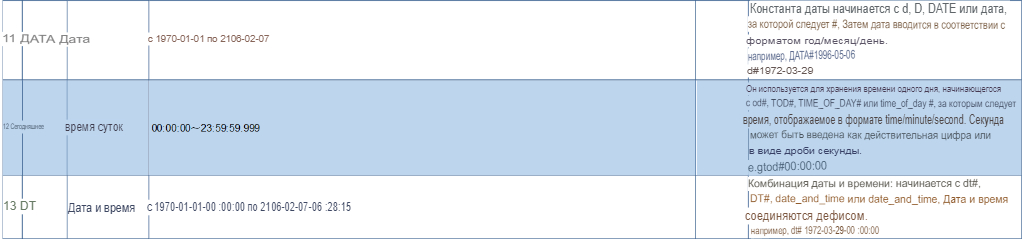 Константа даты начинается с d, D, DATE или дата,
11 ДАТА Дата с 1970-01-01 по 2106-02-07 за которой следует #, Затем дата вводится в соответствии с
форматом год/месяц/день.
например, ДАТА#1996-05-06
d#1972-03-29
Он используется для хранения времени одного дня, начинающегося
с od#, TOD#, TIME_OF_DAY# или time_of_day #, за которым следует
12 Сегодняшнее время суток 00:00:00~23:59:59.999 время, отображаемое в формате time/minute/second. Секунда
может быть введена как действительная цифра или
в виде дроби секунды.
e.gtod#00:00:00
Комбинация даты и времени: начинается с dt#,
13 DT Дата и время с 1970-01-01-00 :00:00 по 2106-02-07-06 :28:15 DT#, date_and_time или date_and_time, Дата и время
соединяются дефисом.
например, dt# 1972-03-29-00 :00:00